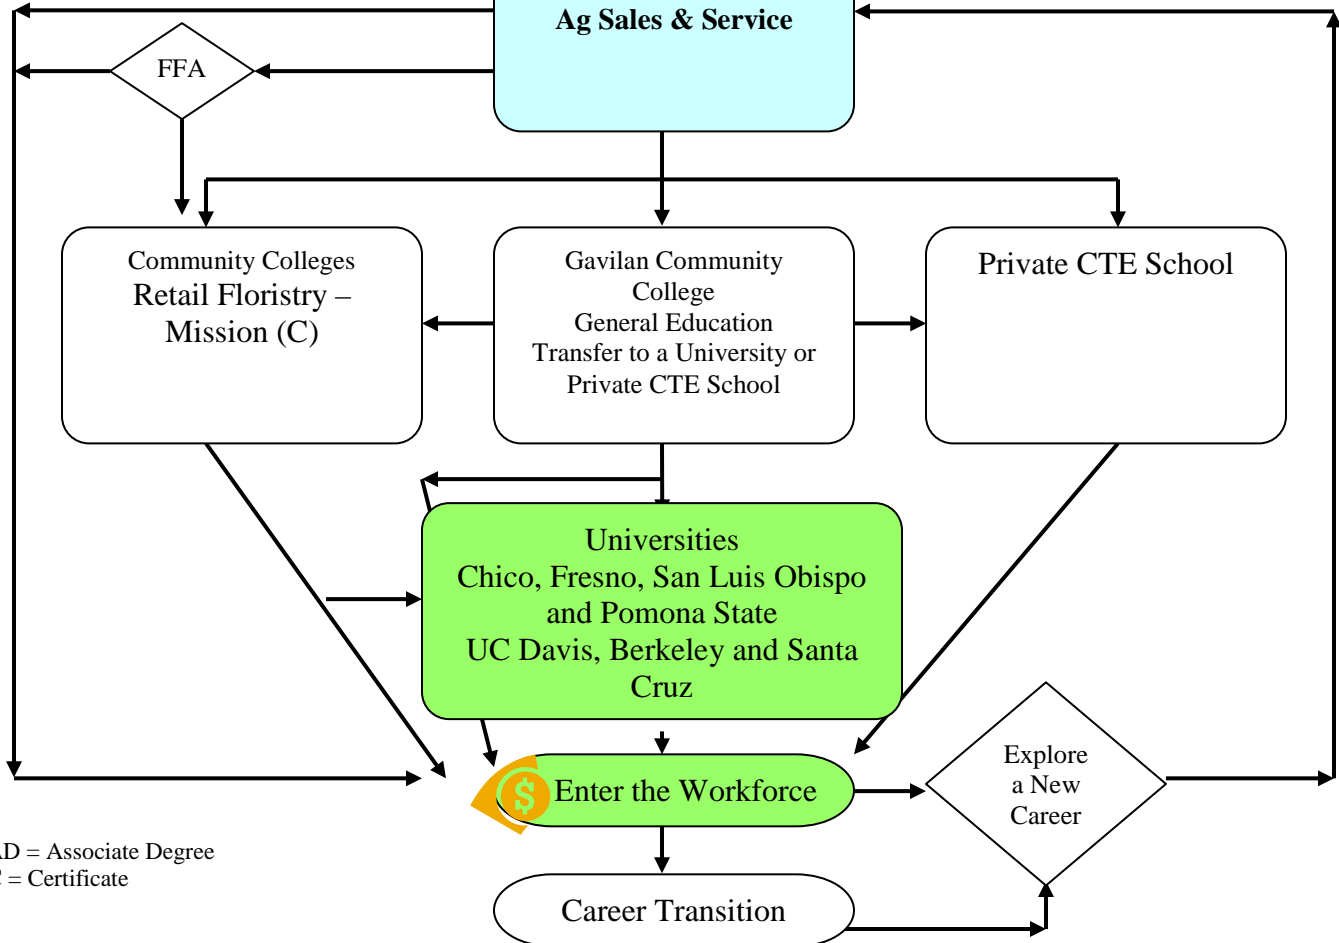 Ag Sales & Service
FFA
Community Colleges
Retail Floristry –
Mission (C)
Gavilan Community
College
General Education
Transfer to a University or
Private CTE School
Private CTE School
Universities
Chico, Fresno, San Luis Obispo
and Pomona State
UC Davis, Berkeley and Santa
Cruz
$ Enter the Workforce
Explore
a New
Career
AD = Associate Degree
C = Certificate
Career Transition